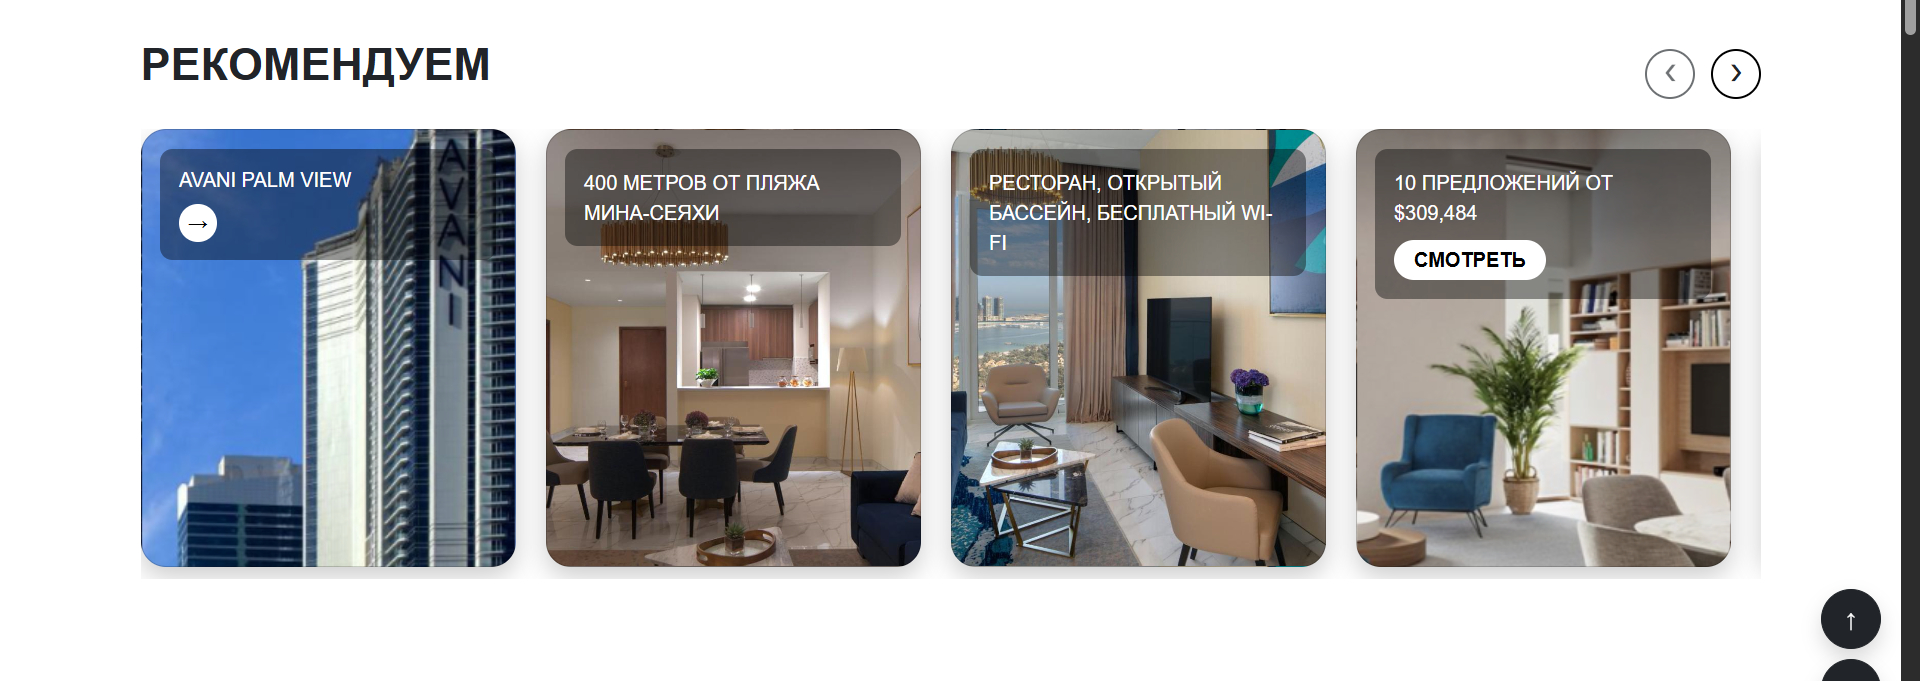 РЕКОМЕНДУЕМ
‹ ›
AVANI PALM VIEW
→
AVANI
400 МЕТРОВ ОТ ПЛЯЖА
МИНА-СЕЯХИ
РЕСТОРАН, ОТКРЫТЫЙ
БАССЕЙН, БЕСПЛАТНЫЙ WI-
FI
10 ПРЕДЛОЖЕНИЙ ОТ
$309,484
СМОТРЕТЬ
↑